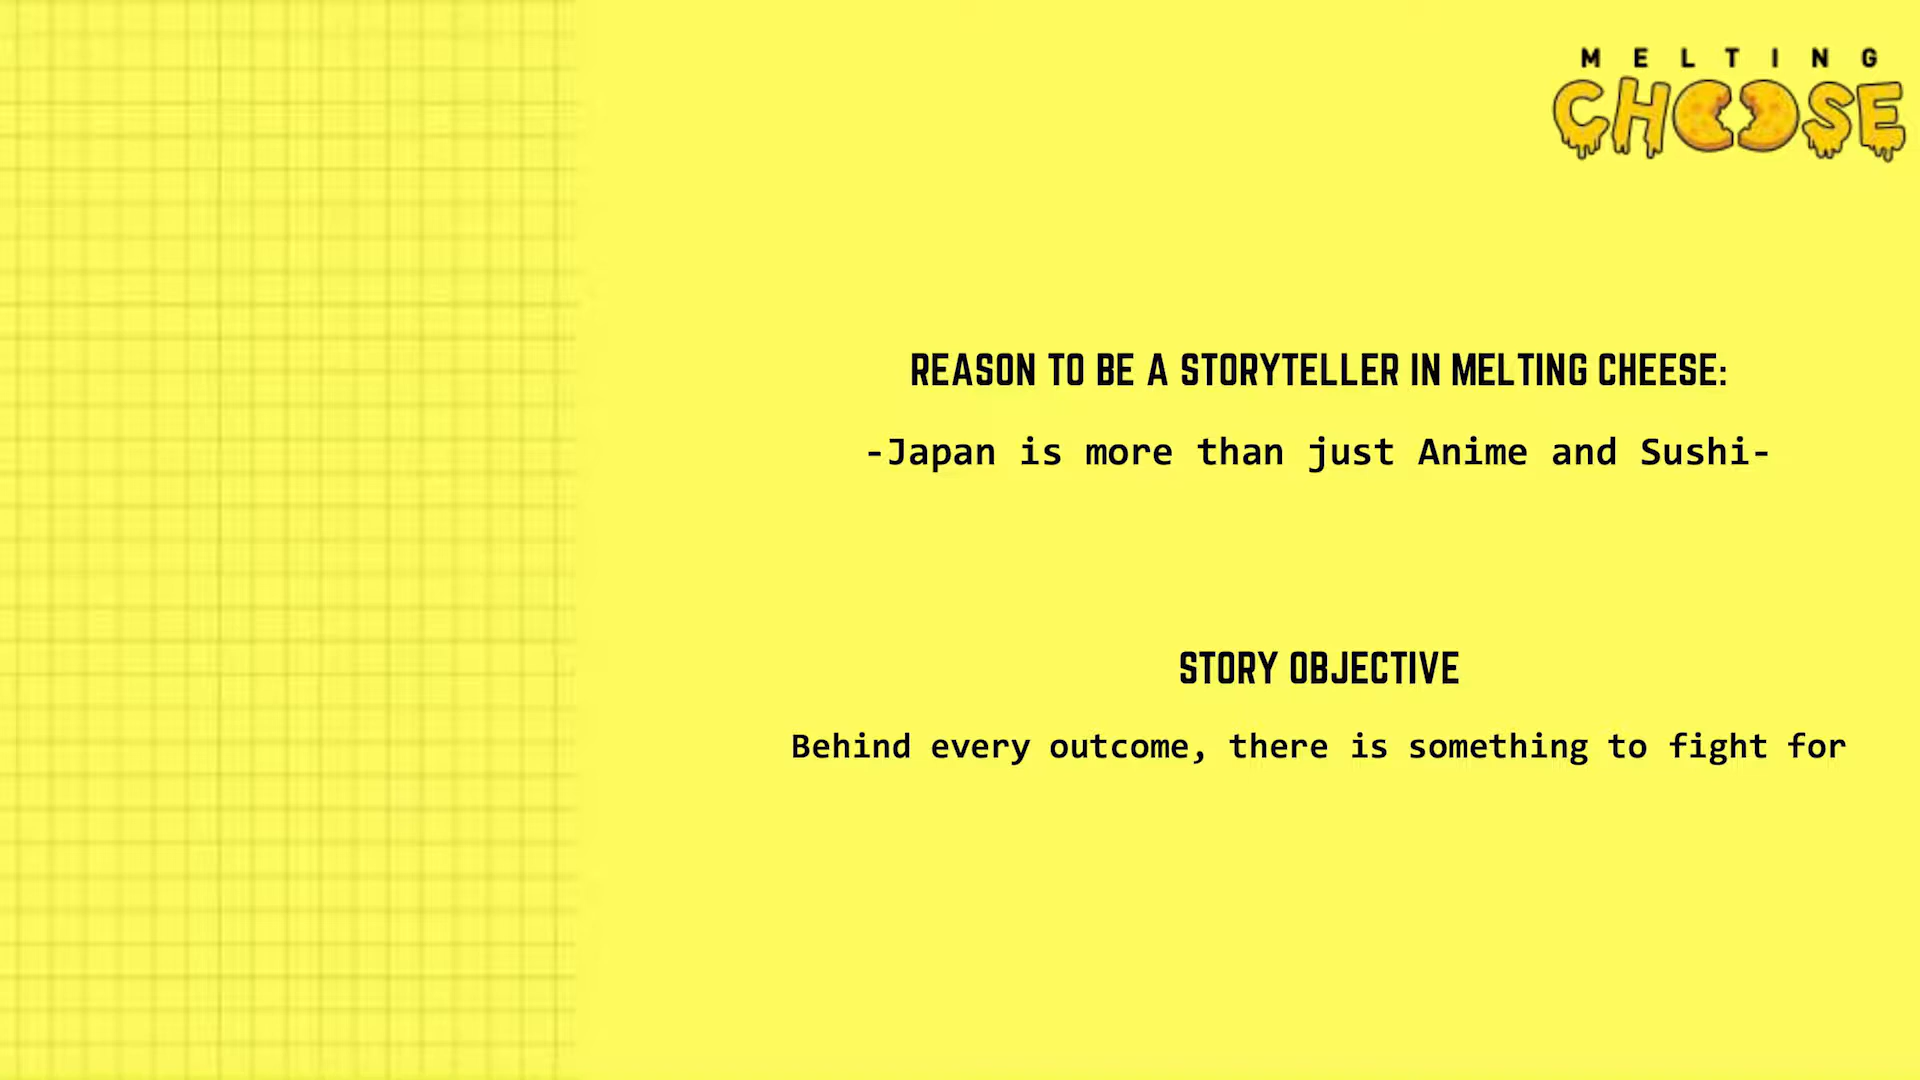 MELTING
CHEESE
REASON TO BE A STORYTELLER IN MELTING CHEESE:
-Japan is more than just Anime and Sushi-
STORY OBJECTIVE
Behind every outcome, there is something to fight for